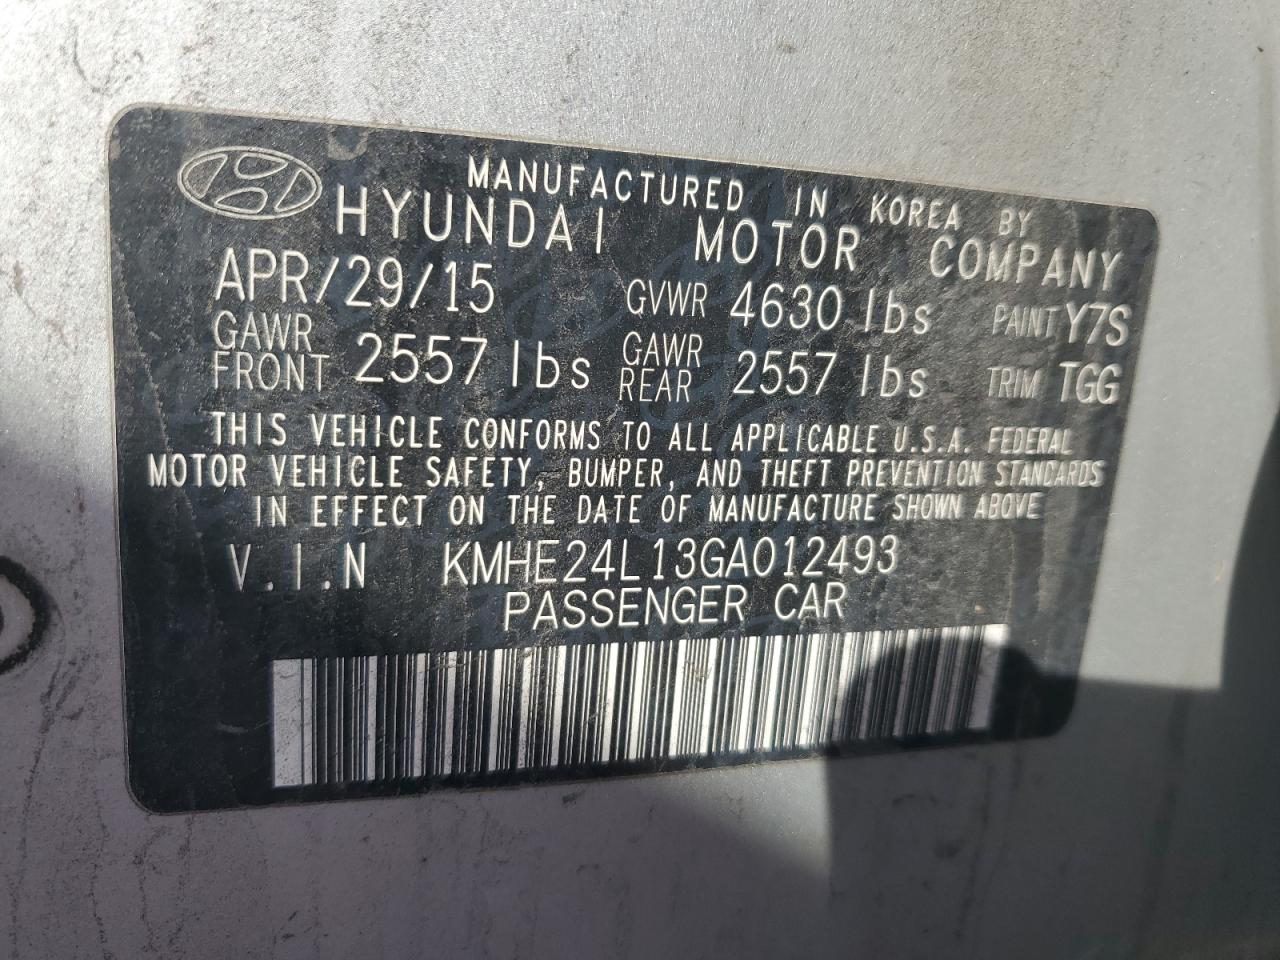 MANUFACTURED IN KOREA BY
HYUNDAI MOTOR COMPANY
APR/29/15 GVWR 4630 lbs PAINT Y7S
GAWR FRONT 2557 lbs GAWR REAR 2557 lbs TRIM TGG
THIS VEHICLE CONFORMS TO ALL APPLICABLE U.S.A. FEDERAL
MOTOR VEHICLE SAFETY, BUMPER, AND THEFT PREVENTION STANDARDS
IN EFFECT ON THE DATE OF MANUFACTURE SHOWN ABOVE
V.I.N KMHE24L13GA012493
PASSENGER CAR